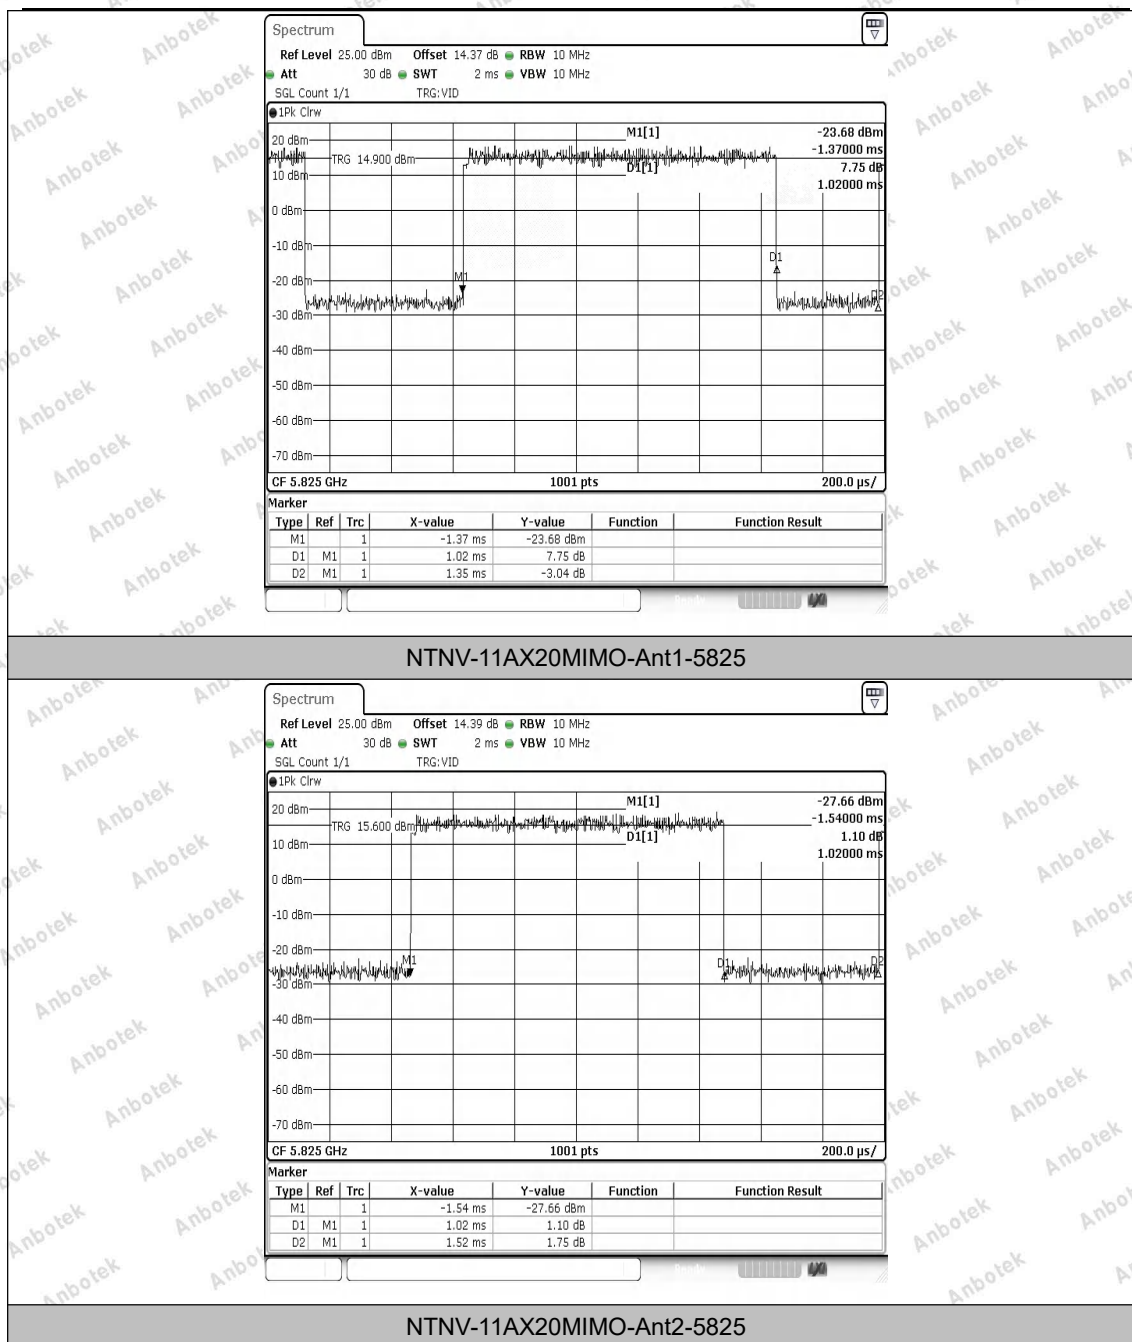 Spectrum
Ref Level 25.00 dBm Offset 14.37 dB RBW 10 MHz
Att 30 dB SWT 2 ms VBW 10 MHz
SGL Count 1/1 TRG:VID
1Pk Clrw
M1[1] -23.68 dBm
-1.37000 ms
D1[1] 7.75 dB
1.02000 ms
20 dBm
TRG 14.900 dBm
10 dBm
0 dBm
-10 dBm
D1
-20 dBm
M1
D2
-30 dBm
-40 dBm
-50 dBm
-60 dBm
-70 dBm
CF 5.825 GHz 1001 pts 200.0 µs/
Marker
Type Ref Trc X-value Y-value Function Function Result
M1 1 -1.37 ms -23.68 dBm
D1 M1 1 1.02 ms 7.75 dB
D2 M1 1 1.35 ms -3.04 dB
NTNV-11AX20MIMO-Ant1-5825
Spectrum
Ref Level 25.00 dBm Offset 14.39 dB RBW 10 MHz
Att 30 dB SWT 2 ms VBW 10 MHz
SGL Count 1/1 TRG:VID
1Pk Clrw
M1[1] -27.66 dBm
-1.54000 ms
D1[1] 1.10 dB
1.02000 ms
20 dBm
TRG 15.600 dBm
10 dBm
0 dBm
-10 dBm
-20 dBm
M1
D1
D2
-30 dBm
-40 dBm
-50 dBm
-60 dBm
-70 dBm
CF 5.825 GHz 1001 pts 200.0 µs/
Marker
Type Ref Trc X-value Y-value Function Function Result
M1 1 -1.54 ms -27.66 dBm
D1 M1 1 1.02 ms 1.10 dB
D2 M1 1 1.52 ms 1.75 dB
NTNV-11AX20MIMO-Ant2-5825
Anbotek